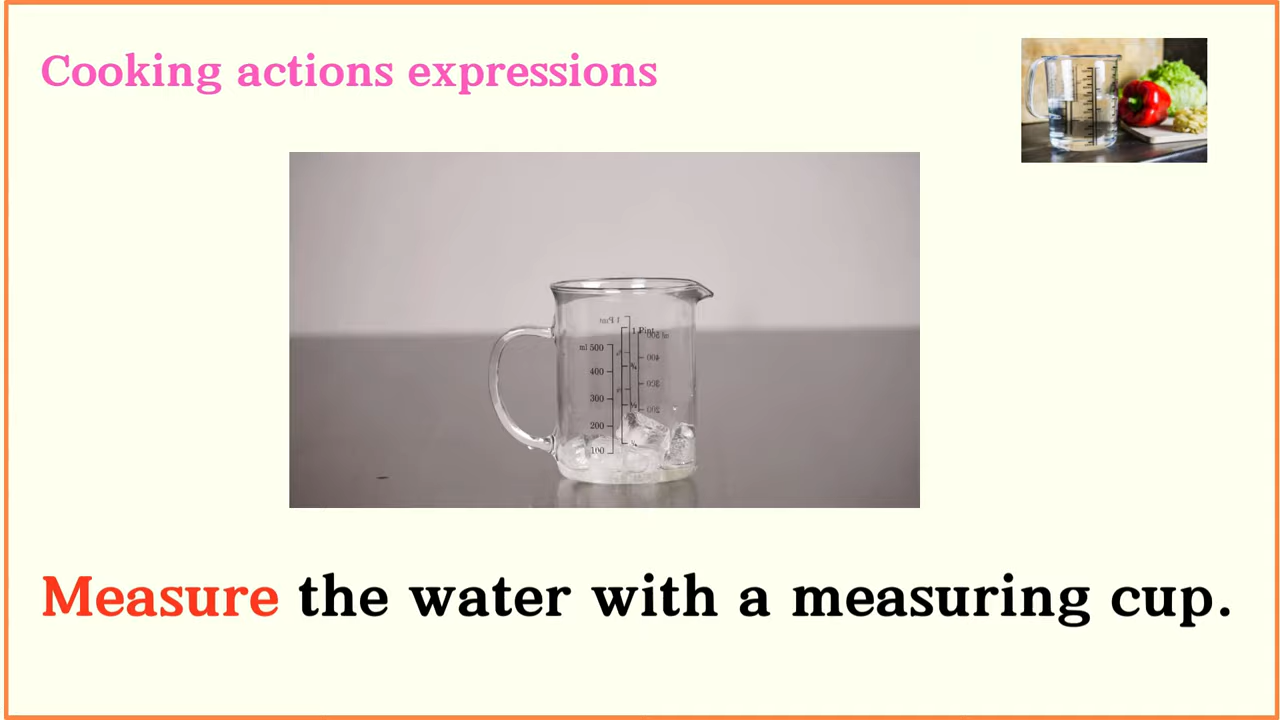 Cooking actions expressions
1 Pint
ml 500
400
300
200
100
Measure the water with a measuring cup.